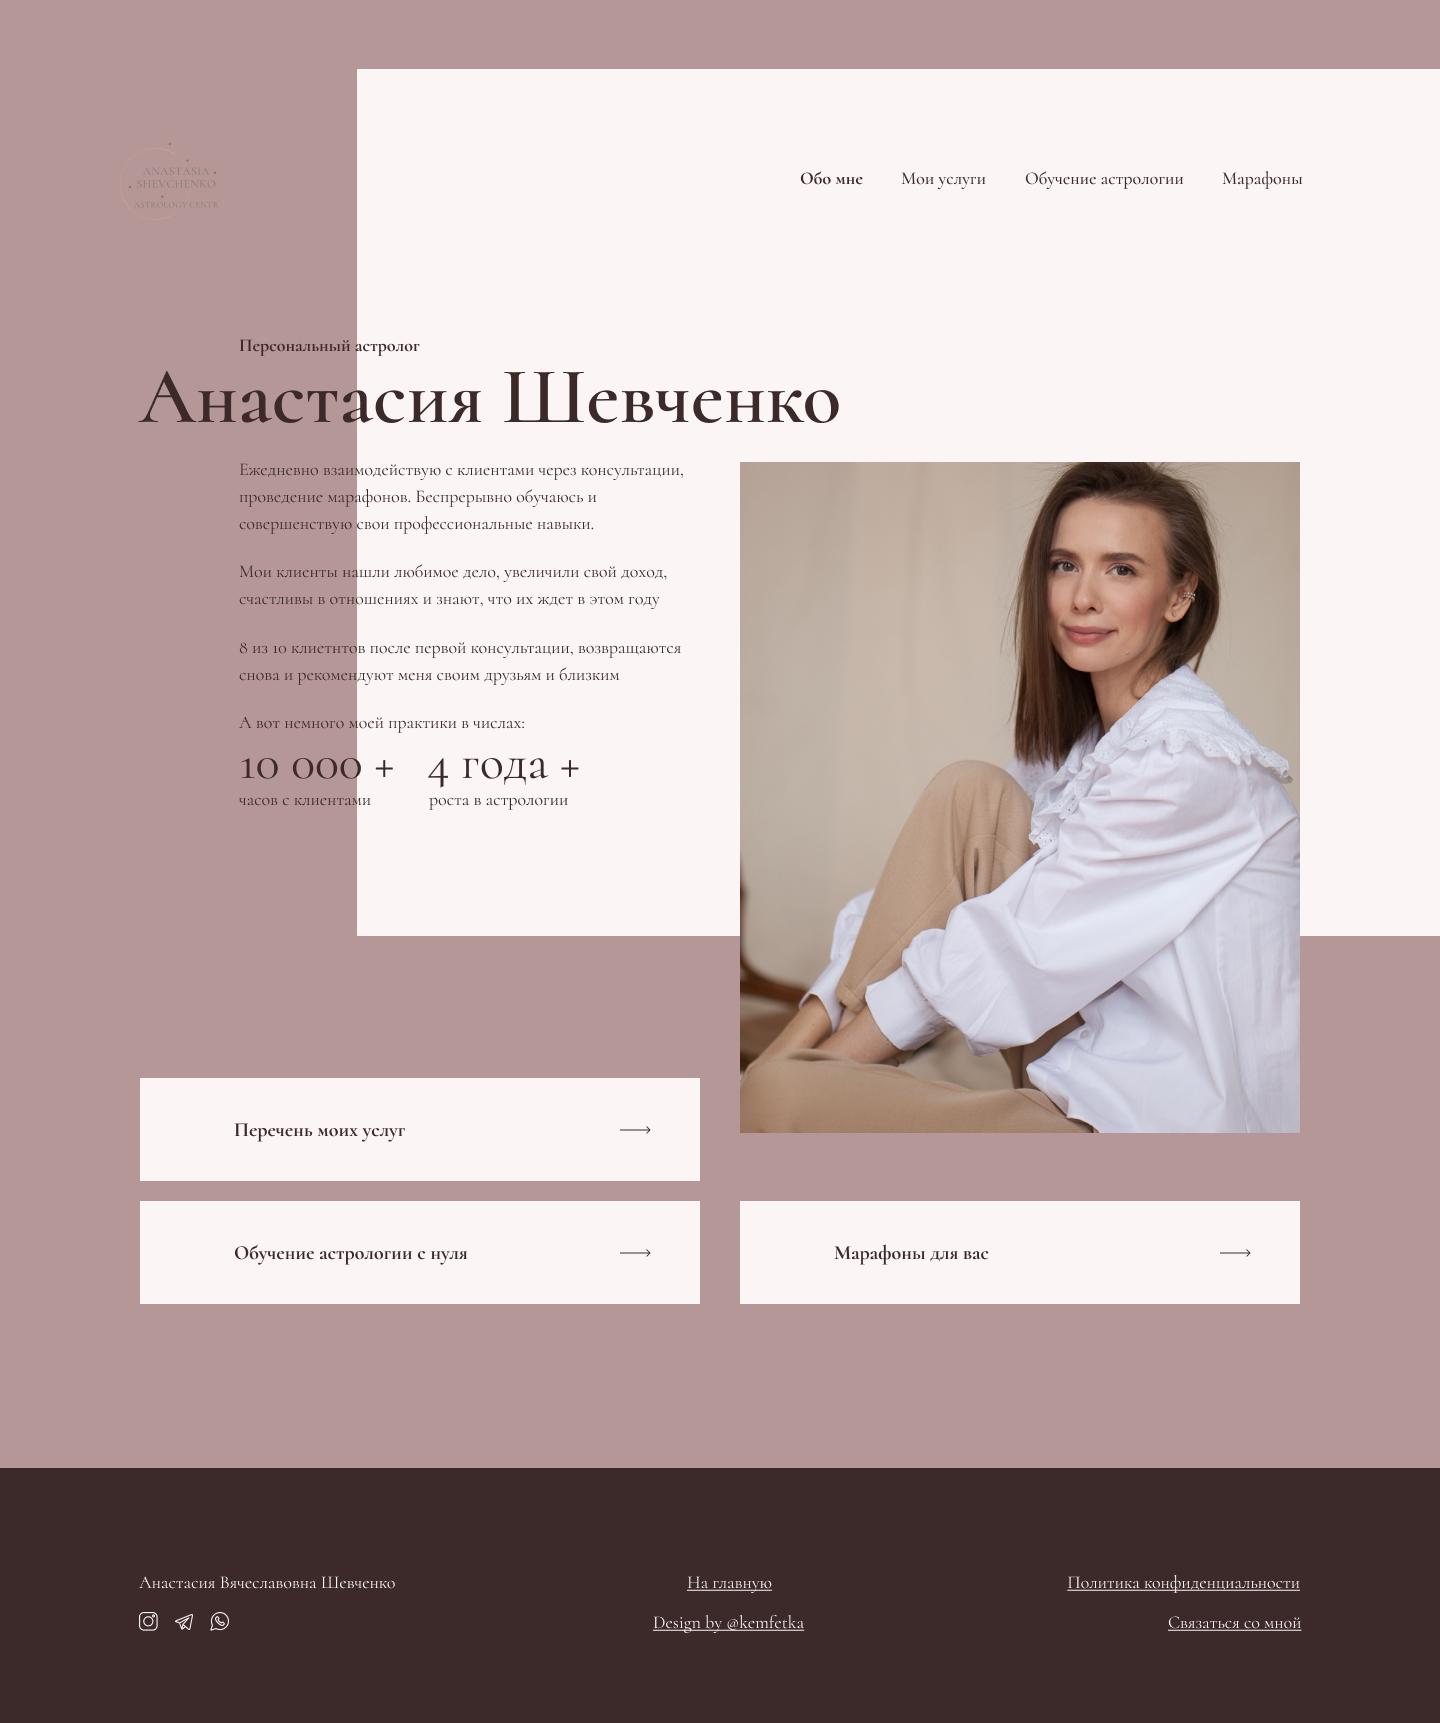 ANASTASIA
SHEVCHENKO
ASTROLOGY CENTR
Обо мне Мои услуги Обучение астрологии Марафоны
Персональный астролог
Анастасия Шевченко
Ежедневно взаимодействую с клиентами через консультации,
проведение марафонов. Беспрерывно обучаюсь и
совершенствую свои профессиональные навыки.
Мои клиенты нашли любимое дело, увеличили свой доход,
счастливы в отношениях и знают, что их ждет в этом году
8 из 10 клиетнтов после первой консультации, возвращаются
снова и рекомендуют меня своим друзьям и близким
А вот немного моей практики в числах:
10 000 + 4 года +
часов с клиентами роста в астрологии
Перечень моих услуг
Обучение астрологии с нуля Марафоны для вас
Анастасия Вячеславовна Шевченко На главную Политика конфиденциальности
Design by @kemfetka Связаться со мной